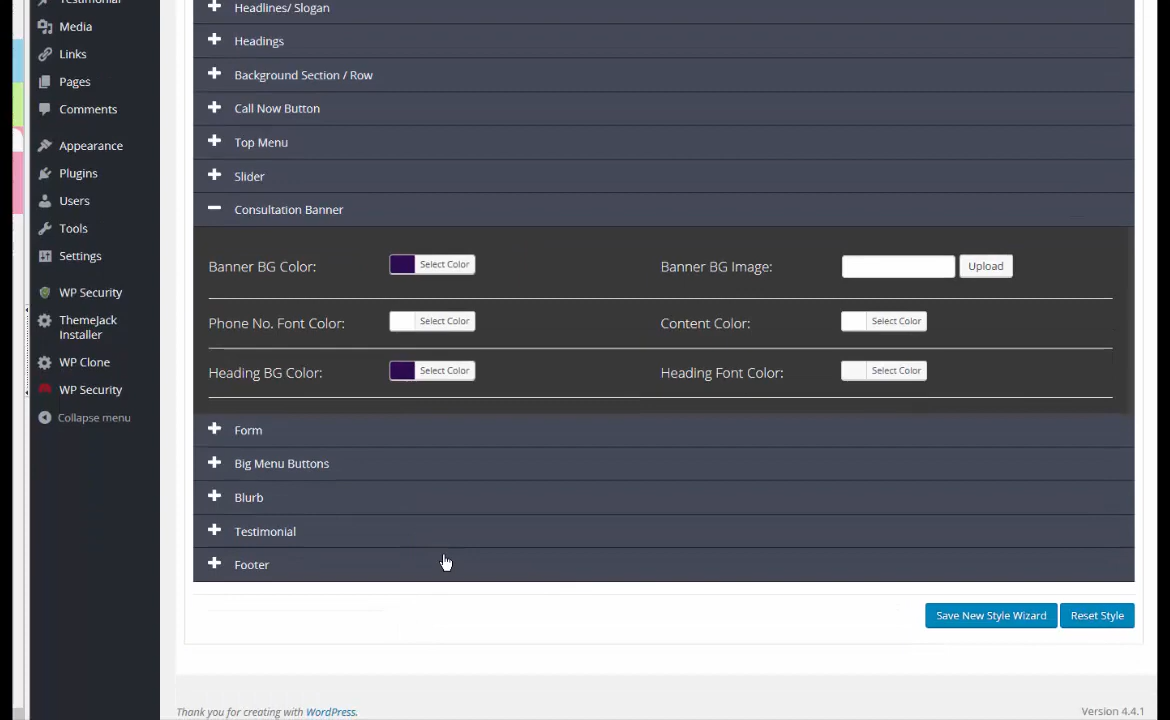 Testimonial
Media
Links
Pages
Comments
Appearance
Plugins
Users
Tools
Settings
WP Security
ThemeJack
Installer
WP Clone
WP Security
Collapse menu
Headlines/ Slogan
Headings
Background Section / Row
Call Now Button
Top Menu
Slider
Consultation Banner
Banner BG Color: Select Color Banner BG Image: Upload
Phone No. Font Color: Select Color Content Color: Select Color
Heading BG Color: Select Color Heading Font Color: Select Color
Form
Big Menu Buttons
Blurb
Testimonial
Footer
Save New Style Wizard Reset Style
Thank you for creating with WordPress. Version 4.4.1